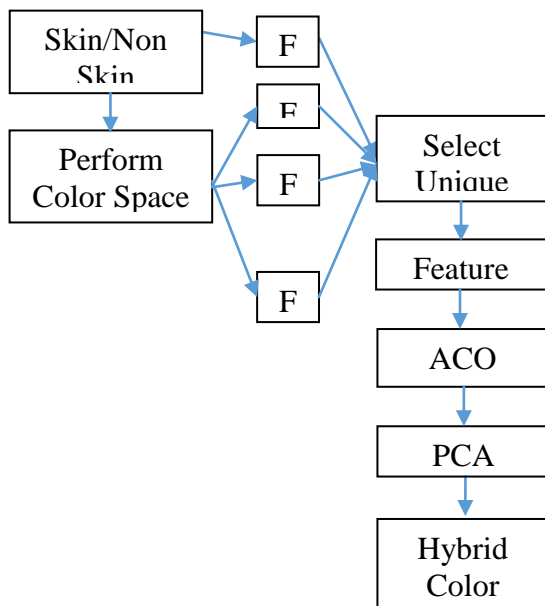 Skin/Non
Skin
F
F
Perform
Color Space
F
F
Select
Unique
Feature
ACO
PCA
Hybrid
Color